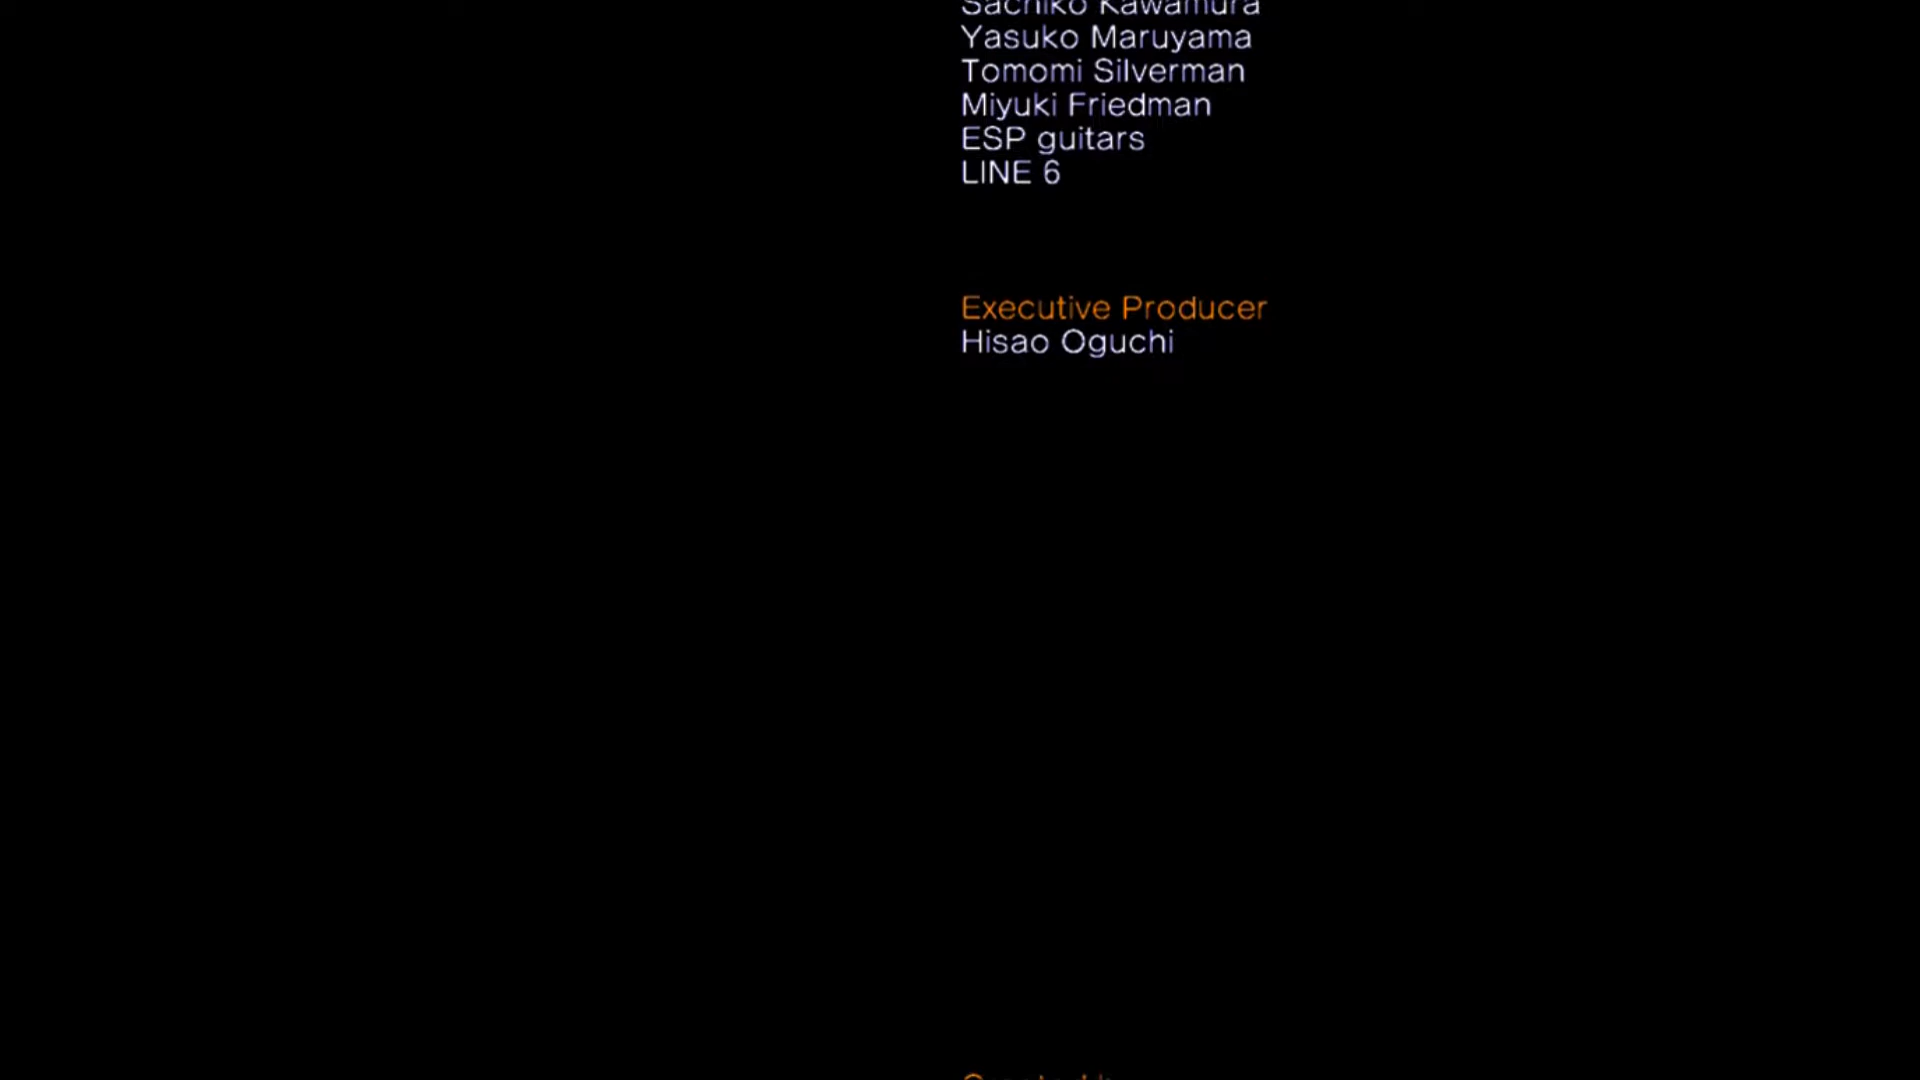 Sachiko Kawamura
Yasuko Maruyama
Tomomi Silverman
Miyuki Friedman
ESP guitars
LINE 6
Executive Producer
Hisao Oguchi